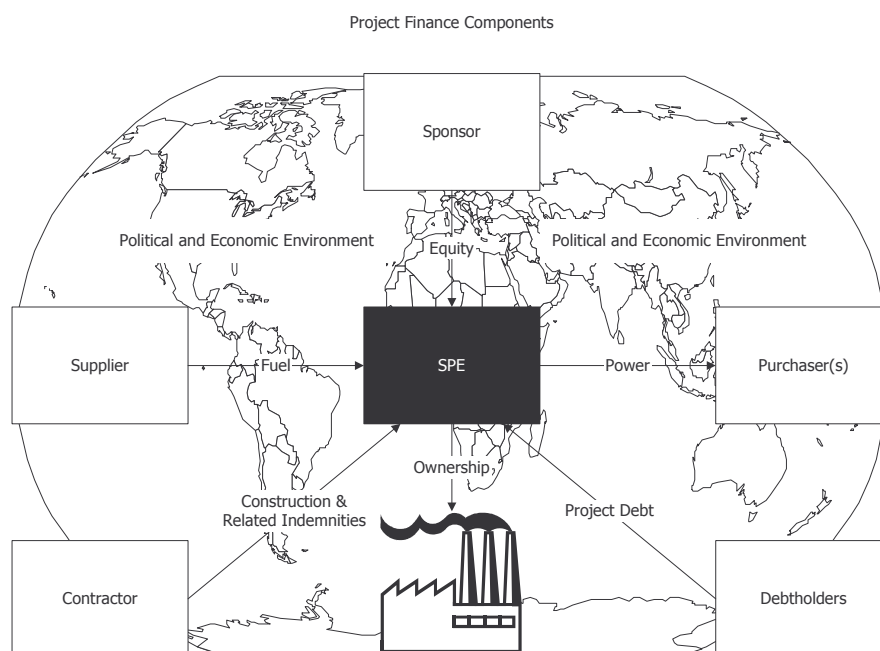 Project Finance Components
Sponsor
Political and Economic Environment
Equity
Political and Economic Environment
Supplier
Fuel
SPE
Power
Purchaser(s)
Ownership
Construction &
Related Indemnities
Project Debt
Contractor
Debtholders